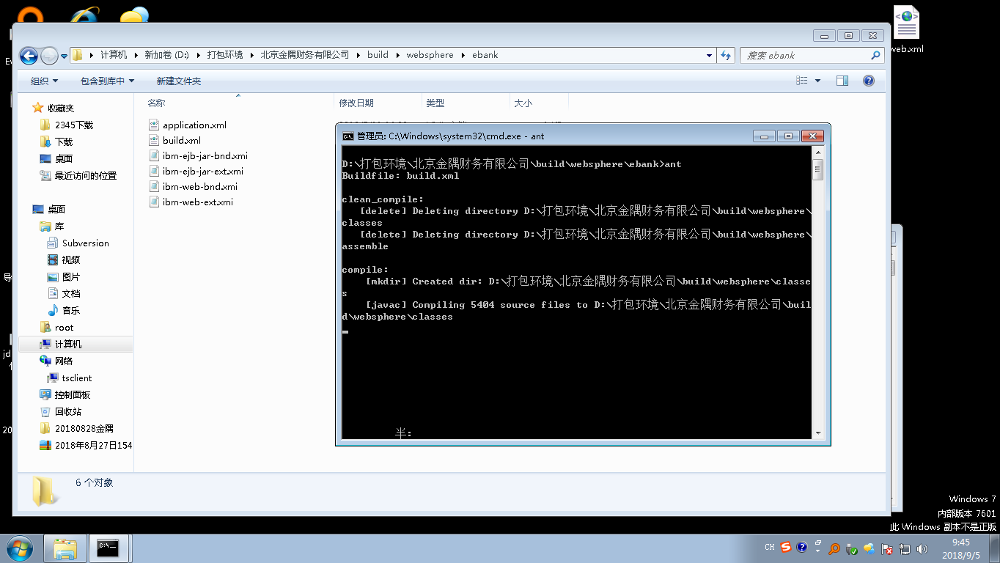 web.xml
计算机 新加卷 (D:) 打包环境 北京金隅财务有限公司 build websphere ebank
搜索 ebank
组织 包含到库中 新建文件夹
名称 修改日期 类型 大小
收藏夹
2345下载
下载
桌面
最近访问的位置
桌面
库
Subversion
视频
图片
文档
音乐
root
计算机
网络
tsclient
控制面板
回收站
20180828金隅
2018年8月27日154
application.xml
build.xml
ibm-ejb-jar-bnd.xmi
ibm-ejb-jar-ext.xmi
ibm-web-bnd.xmi
ibm-web-ext.xmi
6 个对象
管理员: C:\Windows\system32\cmd.exe - ant
D:\打包环境\北京金隅财务有限公司\build\websphere\ebank>ant
Buildfile: build.xml
clean_compile:
[delete] Deleting directory D:\打包环境\北京金隅财务有限公司\build\websphere\
classes
[delete] Deleting directory D:\打包环境\北京金隅财务有限公司\build\websphere\
assemble
compile:
[mkdir] Created dir: D:\打包环境\北京金隅财务有限公司\build\websphere\classe
s
[javac] Compiling 5404 source files to D:\打包环境\北京金隅财务有限公司\buil
d\websphere\classes
半:
Windows 7
内部版本 7601
此 Windows 副本不是正版
CH
9:45
2018/9/5